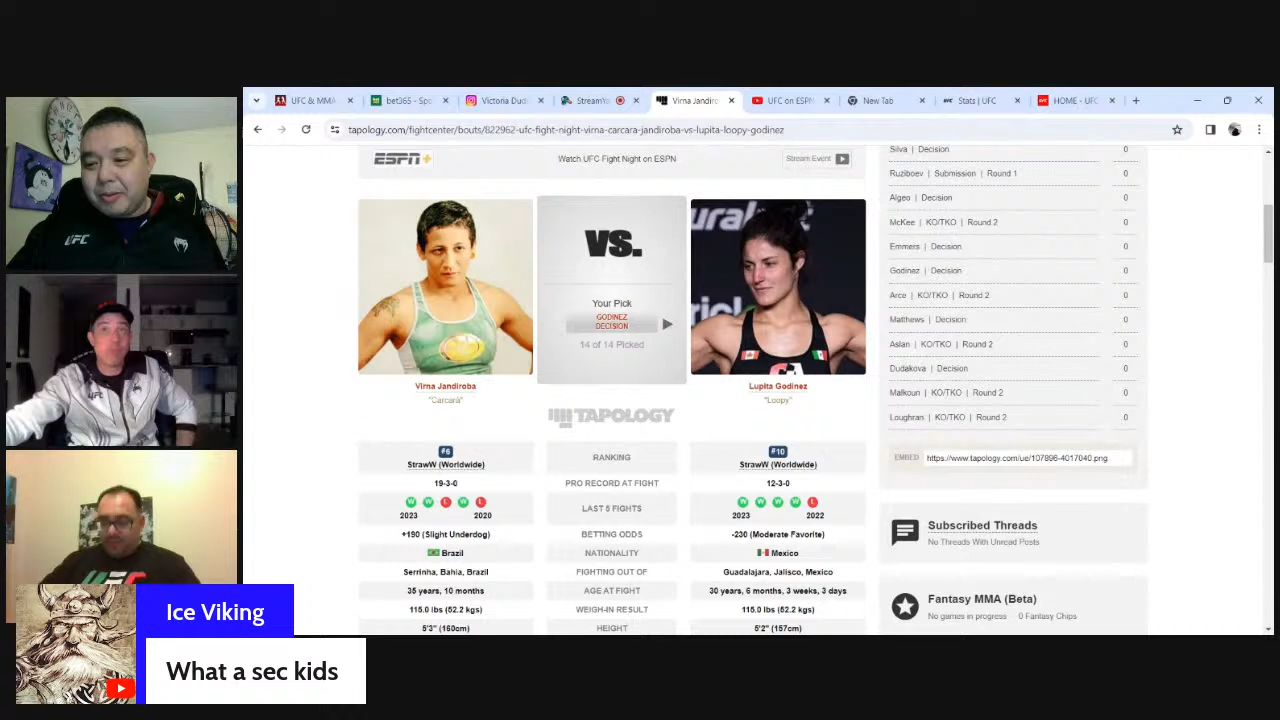 UFC & MMA
bet365 - Spo
Victoria Dud
StreamYa
Virna Jandiro
UFC on ESPN
New Tab
Stats | UFC
HOME - UFC
tapology.com/fightcenter/bouts/822962-ufc-fight-night-virna-carcara-jandiroba-vs-lupita-loopy-godinez
ESPN+
Watch UFC Fight Night on ESPN
Stream Event
VS.
Your Pick
GODINEZ
DECISION
14 of 14 Picked
Virna Jandiroba
"Carcará"
Lupita Godinez
"Loopy"
TAPOLOGY
#6
StrawW (Worldwide)
RANKING
#10
StrawW (Worldwide)
19-3-0
PRO RECORD AT FIGHT
12-3-0
W W L W L
2023 2020
LAST 5 FIGHTS
W W W W L
2023 2022
+190 (Slight Underdog)
BETTING ODDS
-230 (Moderate Favorite)
Brazil
NATIONALITY
Mexico
Serrinha, Bahia, Brazil
FIGHTING OUT OF
Guadalajara, Jalisco, Mexico
35 years, 10 months
AGE AT FIGHT
30 years, 6 months, 3 weeks, 3 days
115.0 lbs (52.2 kgs)
WEIGH-IN RESULT
115.0 lbs (52.2 kgs)
5'3" (160cm)
HEIGHT
5'2" (157cm)
Silva | Decision 0
Ruziboev | Submission | Round 1 0
Algeo | Decision 0
McKee | KO/TKO | Round 2 0
Emmers | Decision 0
Godinez | Decision 0
Arce | KO/TKO | Round 2 0
Matthews | Decision 0
Aslan | KO/TKO | Round 2 0
Dudakova | Decision 0
Malkoun | KO/TKO | Round 2 0
Loughran | KO/TKO | Round 2 0
EMBED https://www.tapology.com/ue/107896-4017040.png
Subscribed Threads
No Threads With Unread Posts
Fantasy MMA (Beta)
No games in progress 0 Fantasy Chips
UFC
Ice Viking
What a sec kids